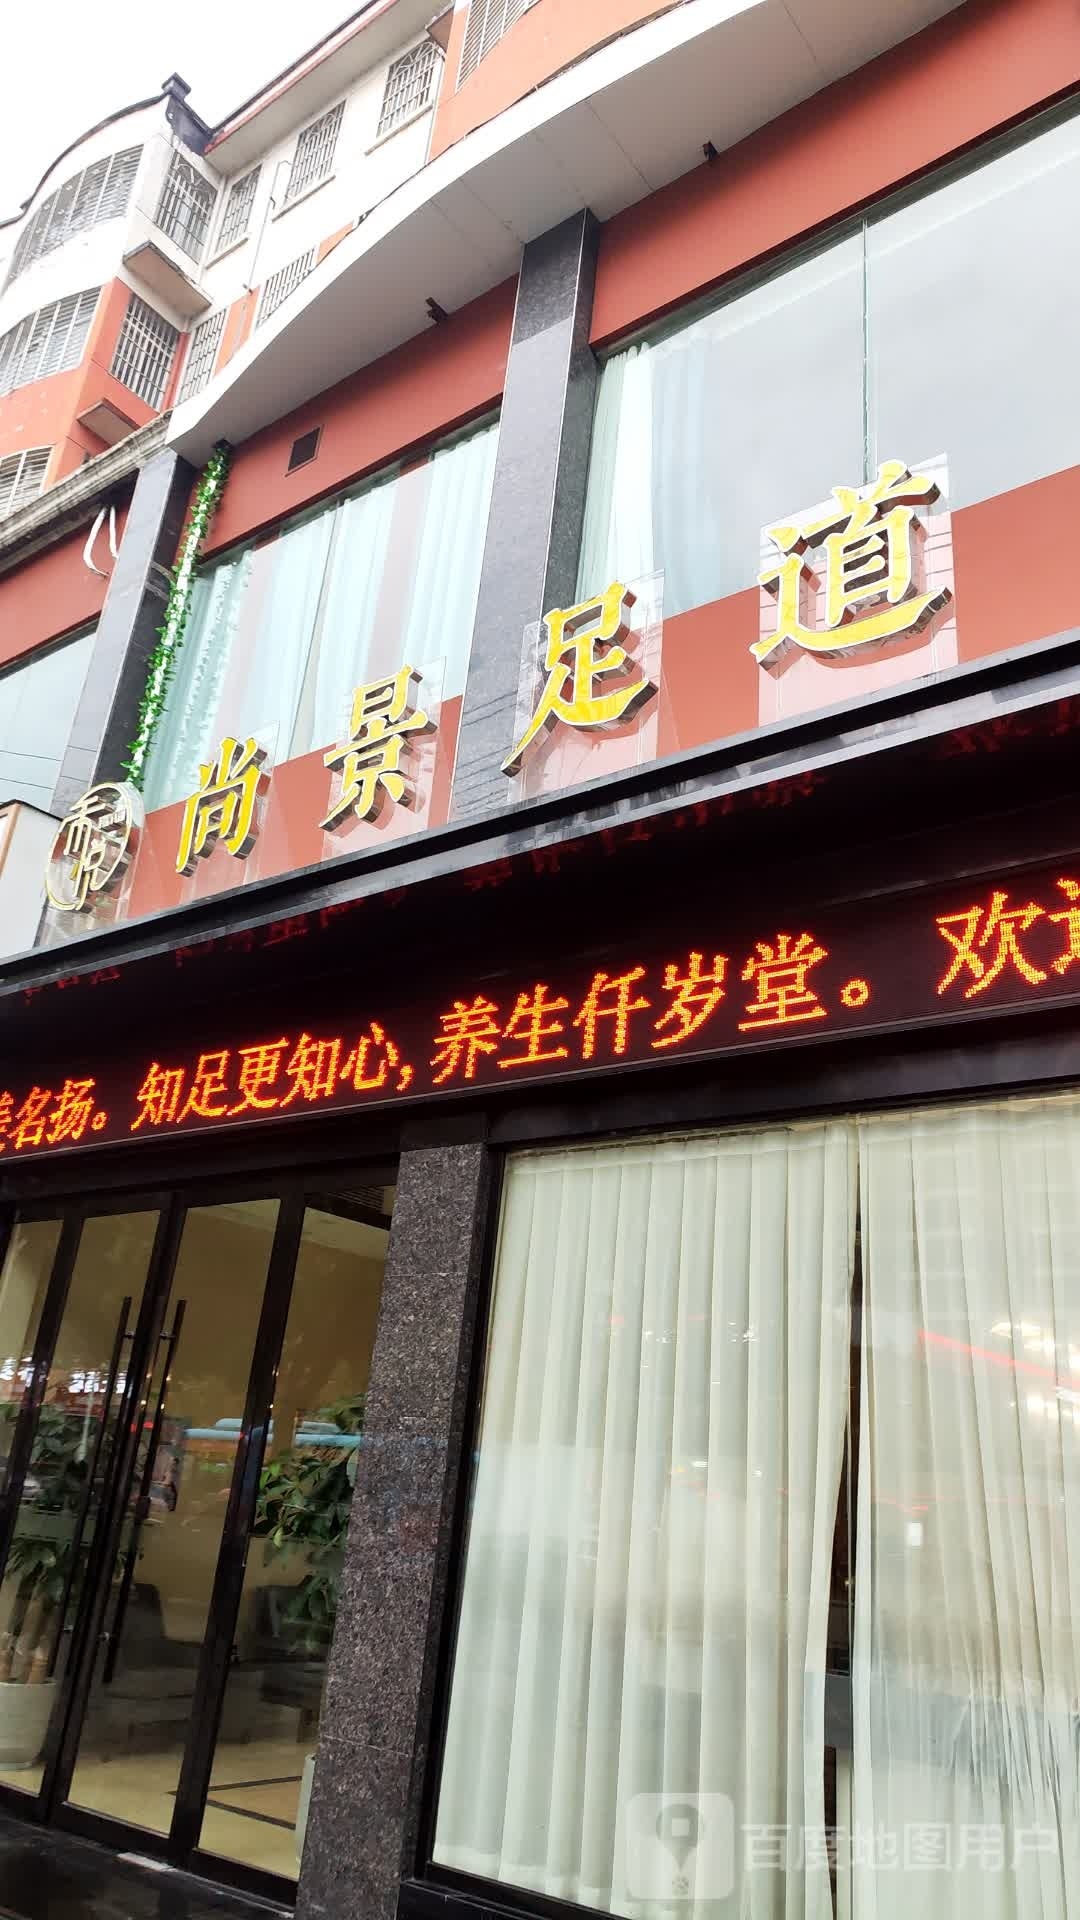 尚景足道
名扬。知足更知心，养生仟岁堂。欢迎
百度地图用户